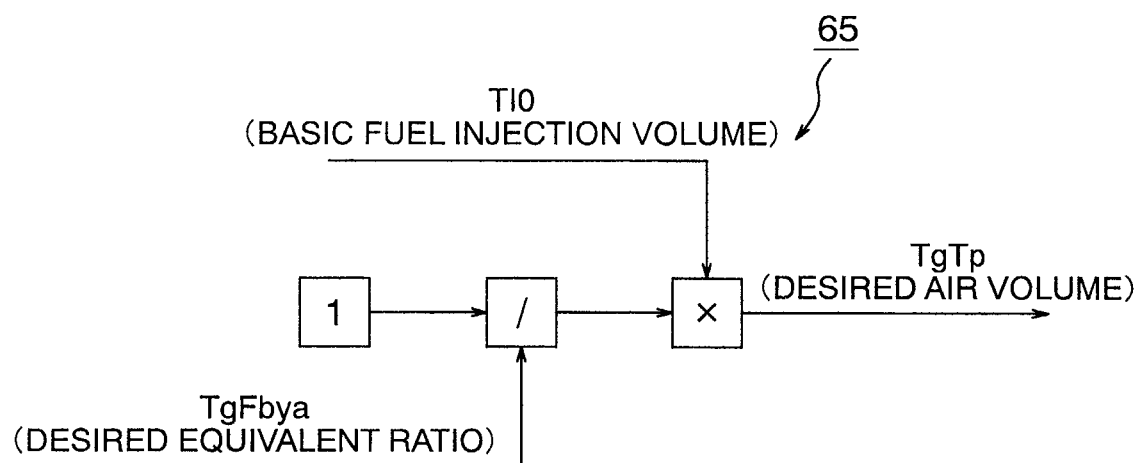 65
TI0
(BASIC FUEL INJECTION VOLUME)
TgTp
(DESIRED AIR VOLUME)
1
/
×
TgFbya
(DESIRED EQUIVALENT RATIO)